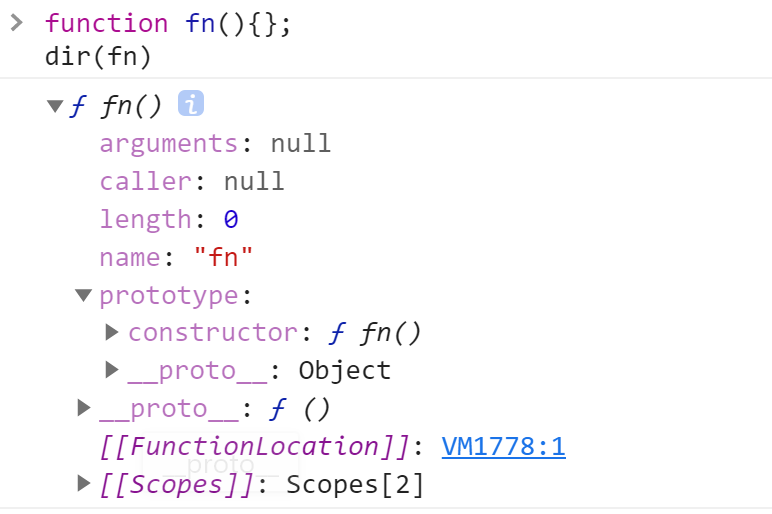 > function fn(){};
dir(fn)
▼ ƒ fn() i
arguments: null
caller: null
length: 0
name: "fn"
▼ prototype:
▶ constructor: ƒ fn()
▶ __proto__: Object
▶ __proto__: ƒ ()
[[FunctionLocation]]: VM1778:1
__proto__
▶ [[Scopes]]: Scopes[2]